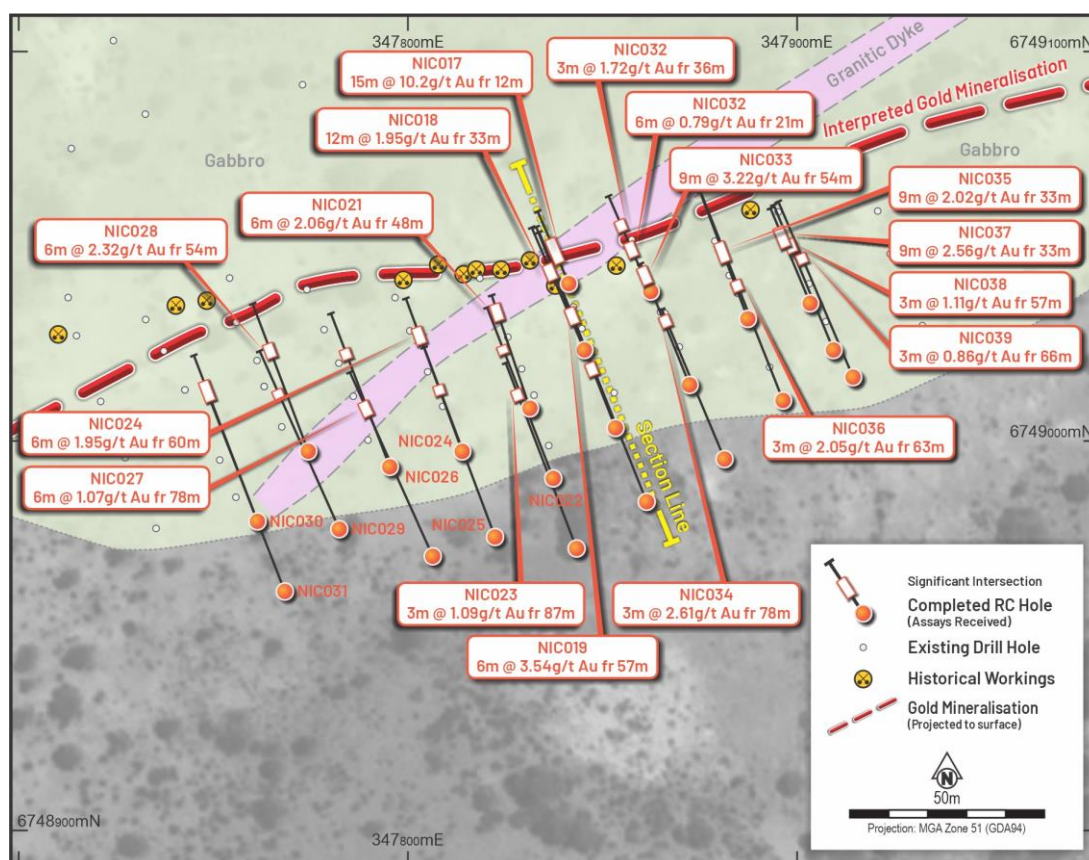 347800mE
347900mE
6749100mN
NIC017
15m @ 10.2g/t Au fr 12m
NIC032
3m @ 1.72g/t Au fr 36m
Granitic Dyke
Interpreted Gold Mineralisation
NIC018
12m @ 1.95g/t Au fr 33m
NIC032
6m @ 0.79g/t Au fr 21m
Gabbro
Gabbro
NIC033
9m @ 3.22g/t Au fr 54m
NIC035
9m @ 2.02g/t Au fr 33m
NIC021
6m @ 2.06g/t Au fr 48m
NIC028
6m @ 2.32g/t Au fr 54m
NIC037
9m @ 2.56g/t Au fr 33m
NIC038
3m @ 1.11g/t Au fr 57m
NIC039
3m @ 0.86g/t Au fr 66m
NIC024
6m @ 1.95g/t Au fr 60m
NIC036
3m @ 2.05g/t Au fr 63m
6749000mN
NIC027
6m @ 1.07g/t Au fr 78m
NIC024
NIC026
Section Line
NIC022
NIC030
NIC029
NIC025
NIC031
NIC023
3m @ 1.09g/t Au fr 87m
NIC034
3m @ 2.61g/t Au fr 78m
NIC019
6m @ 3.54g/t Au fr 57m
Significant Intersection
Completed RC Hole
(Assays Received)
Existing Drill Hole
Historical Workings
Gold Mineralisation
(Projected to surface)
N
50m
Projection: MGA Zone 51 (GDA94)
6748900mN
347800mE